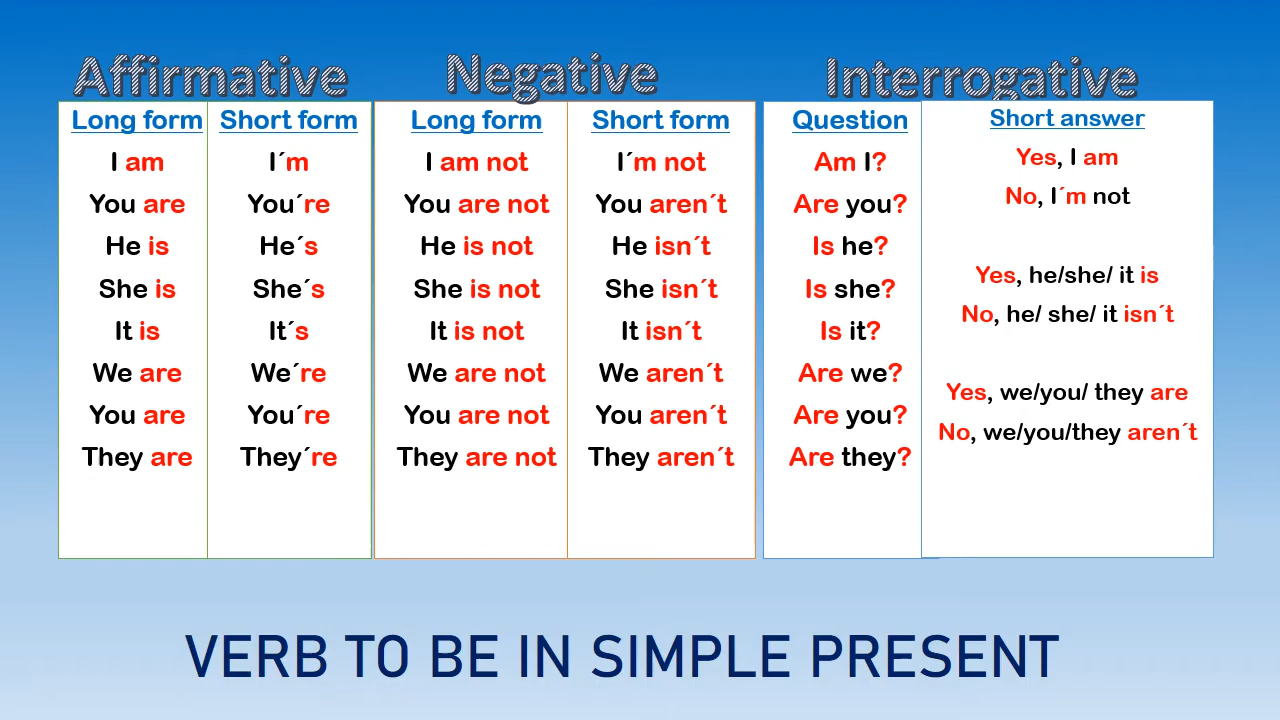 Affirmative
Long form
I am
You are
He is
She is
It is
We are
You are
They are
Short form
I´m
You´re
He´s
She´s
It´s
We´re
You´re
They´re
Negative
Long form
I am not
You are not
He is not
She is not
It is not
We are not
You are not
They are not
Short form
I´m not
You aren´t
He isn´t
She isn´t
It isn´t
We aren´t
You aren´t
They aren´t
Interrogative
Question
Am I?
Are you?
Is he?
Is she?
Is it?
Are we?
Are you?
Are they?
Short answer
Yes, I am
No, I´m not
Yes, he/she/ it is
No, he/ she/ it isn´t
Yes, we/you/ they are
No, we/you/they aren´t
VERB TO BE IN SIMPLE PRESENT